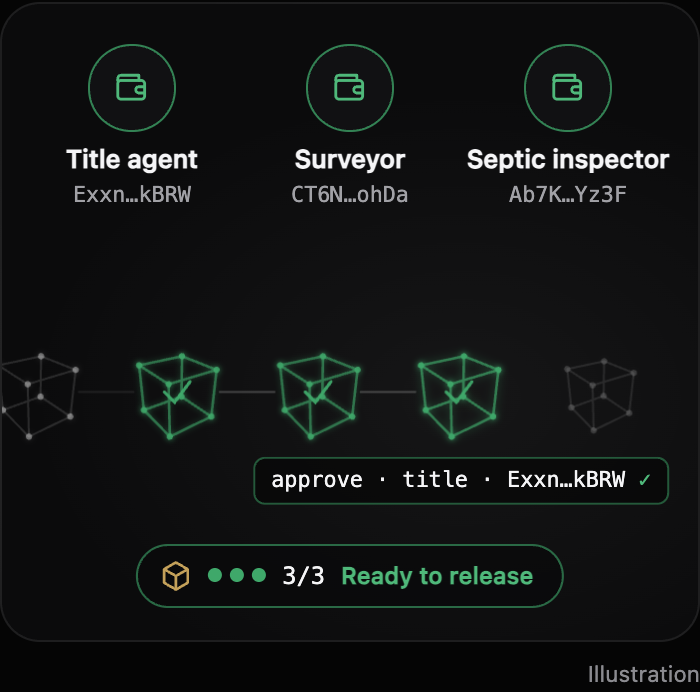 Title agent
Exxn…kBRW
Surveyor
CT6N…ohDa
Septic inspector
Ab7K…Yz3F
approve · title · Exxn…kBRW ✓
3/3 Ready to release
Illustration